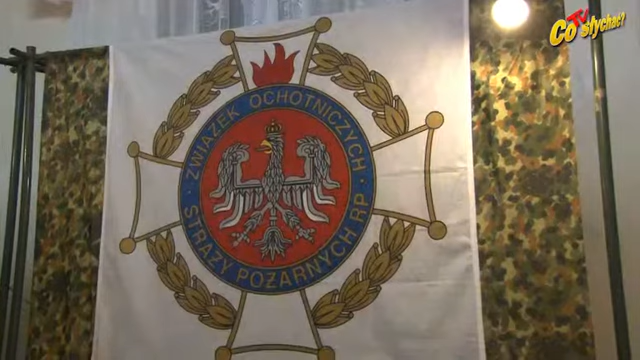 ZWIĄZEK OCHOTNICZYCH
STRAŻY POŻARNYCH RP
Co TV słychać?